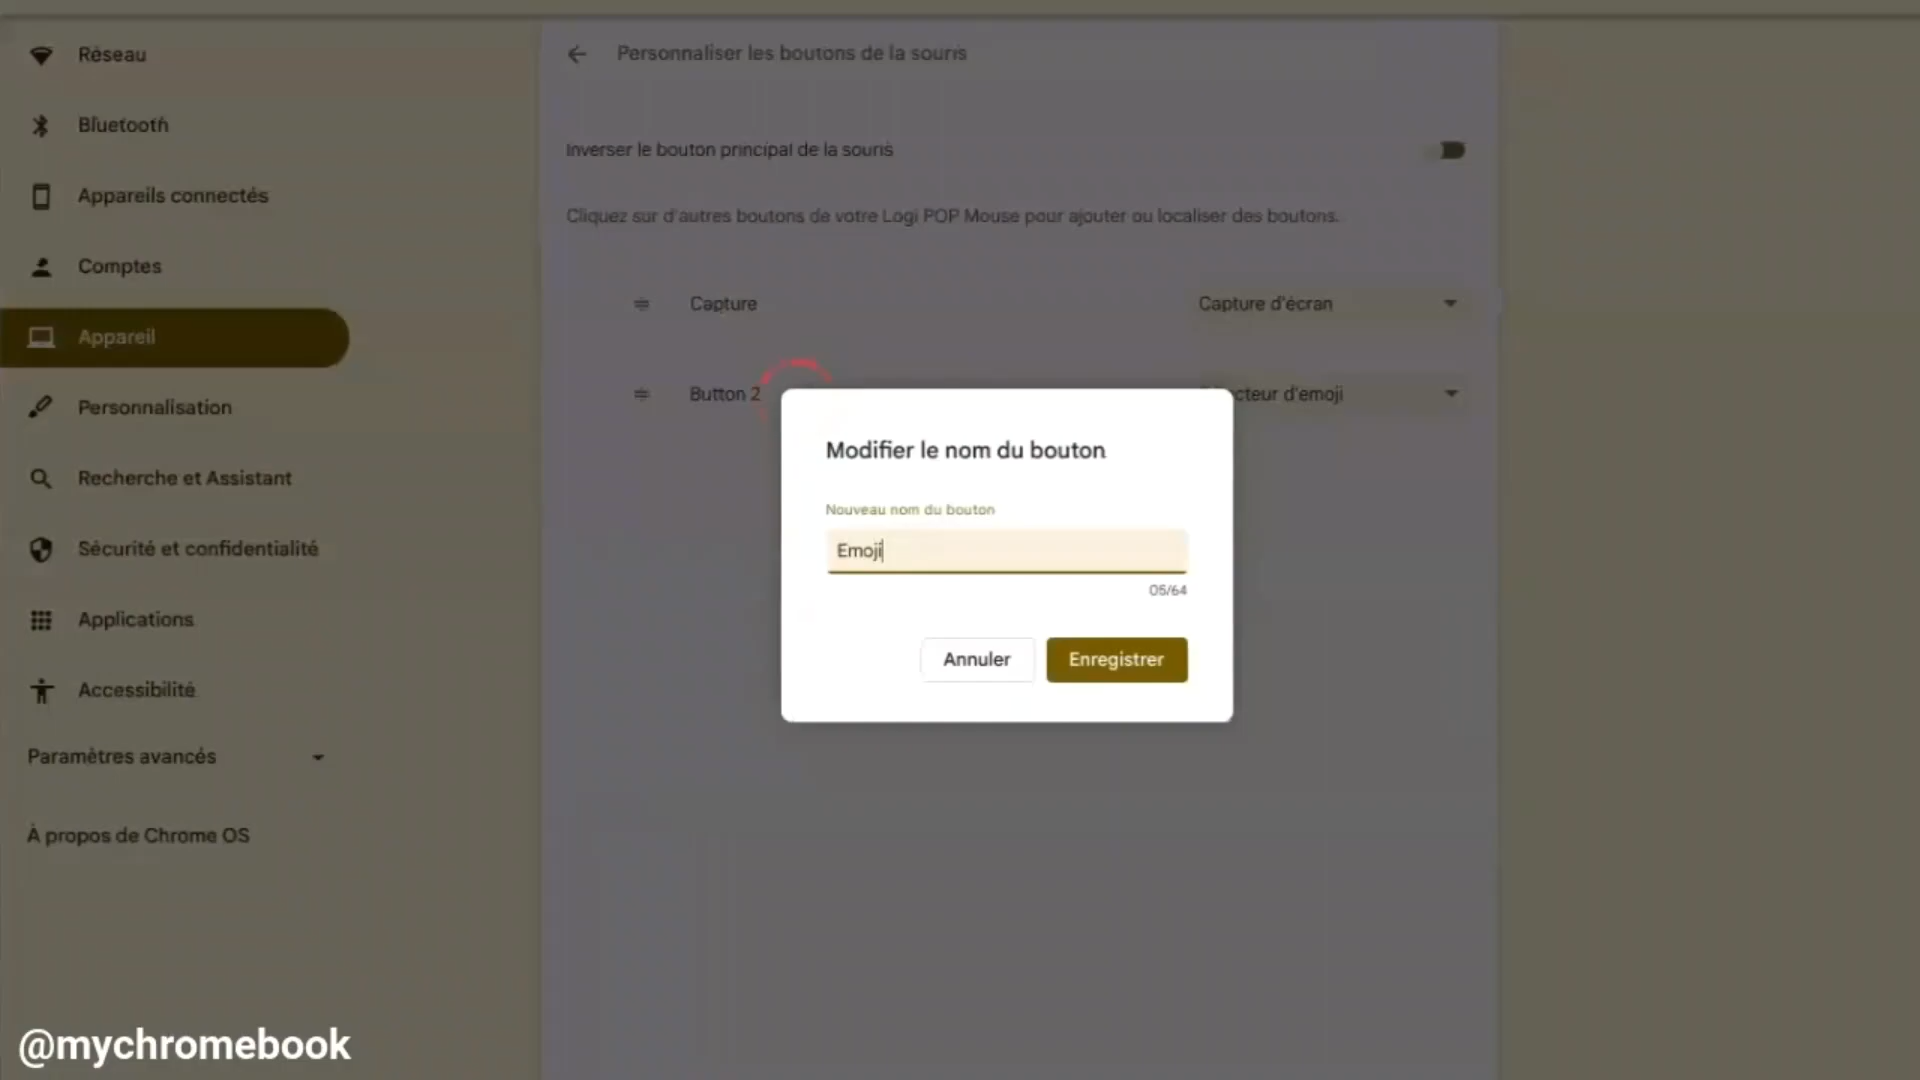 Réseau
Bluetooth
Appareils connectés
Comptes
Appareil
Personnalisation
Recherche et Assistant
Sécurité et confidentialité
Applications
Accessibilité
Paramètres avancés
À propos de Chrome OS
Personnaliser les boutons de la souris
Inverser le bouton principal de la souris
Cliquez sur d'autres boutons de votre Logi POP Mouse pour ajouter ou localiser des boutons.
Capture
Capture d'écran
Button 2
cteur d'emoji
Modifier le nom du bouton
Nouveau nom du bouton
Emoji
05/64
Annuler
Enregistrer
@mychromebook